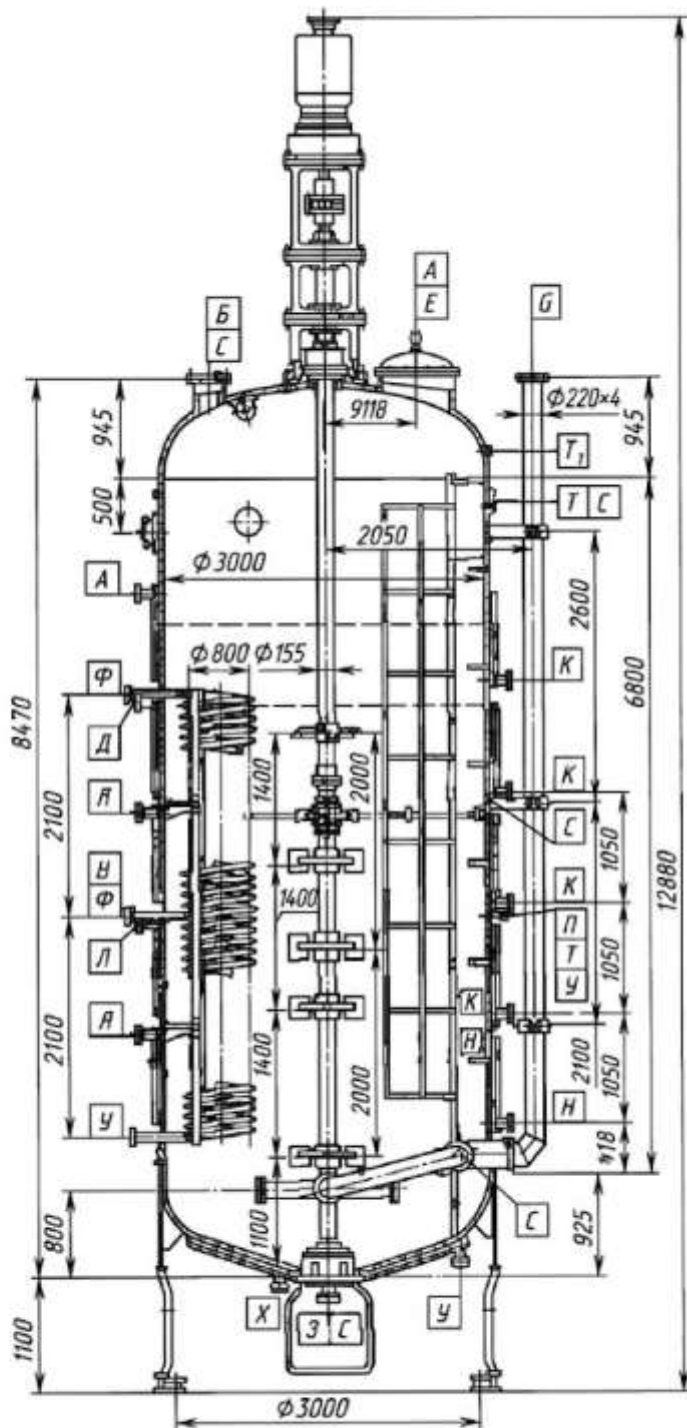 А
Е
G
Б
С
9118
Ф220×4
945
945
Т₁
500
Т С
2050
Ф3000
А
2600
6800
Ф800 Ф155
К
Ф
Д
8470
2100
1400
2000
А
К
С
12880
В
Ф
1400
1050
К
Л
П
Т
У
1050
А
К
2100
1400
2000
Н
2100
1050
Н
У
418
С
800
1100
925
Х
З С
У
1100
Ф3000